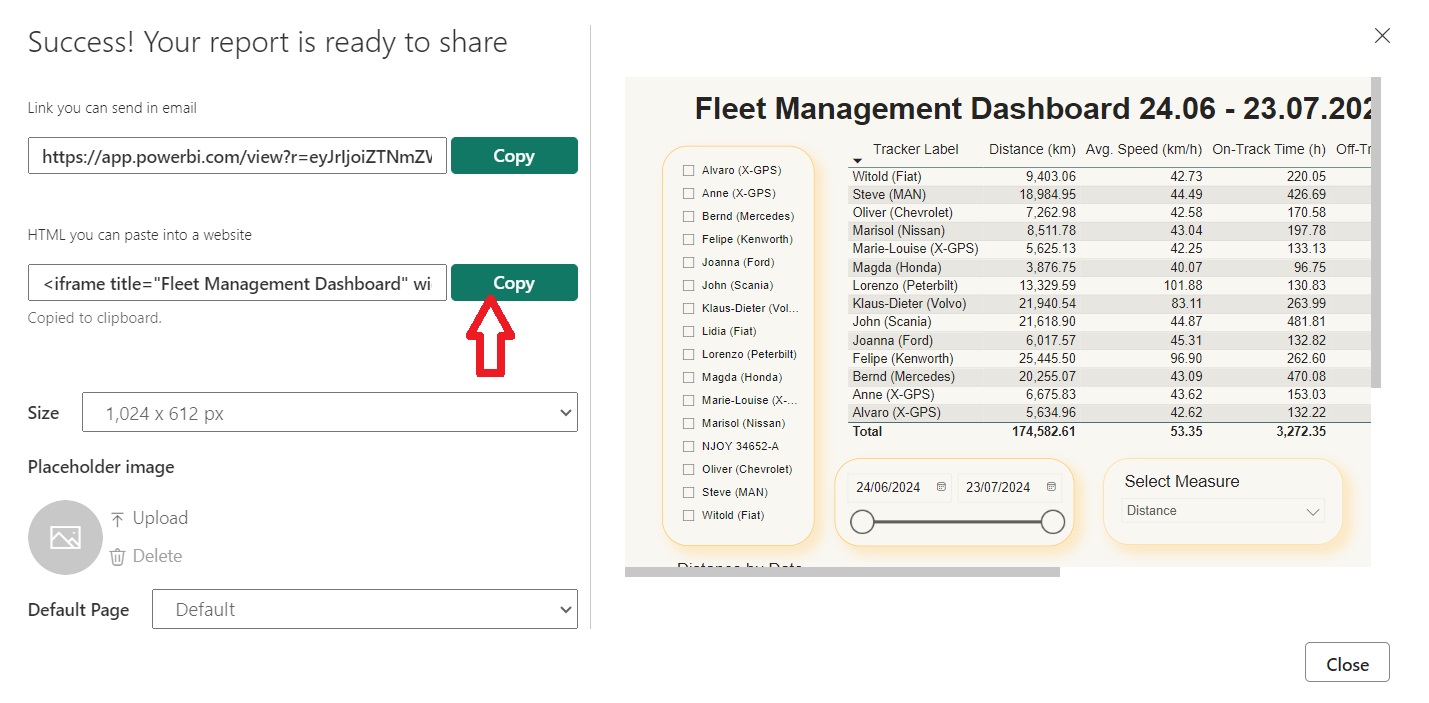 Success! Your report is ready to share
Link you can send in email
https://app.powerbi.com/view?r=eyJrIjoiZTNmZV
Copy
HTML you can paste into a website
<iframe title="Fleet Management Dashboard" wi
Copy
Copied to clipboard.
Size 1,024 x 612 px
Placeholder image
Upload
Delete
Default Page Default
Fleet Management Dashboard 24.06 - 23.07.202
Alvaro (X-GPS)
Anne (X-GPS)
Bernd (Mercedes)
Felipe (Kenworth)
Joanna (Ford)
John (Scania)
Klaus-Dieter (Vol...
Lidia (Fiat)
Lorenzo (Peterbilt)
Magda (Honda)
Marie-Louise (X-...
Marisol (Nissan)
NJOY 34652-A
Oliver (Chevrolet)
Steve (MAN)
Witold (Fiat)
Tracker Label Distance (km) Avg. Speed (km/h) On-Track Time (h) Off-Tr
Witold (Fiat) 9,403.06 42.73 220.05
Steve (MAN) 18,984.95 44.49 426.69
Oliver (Chevrolet) 7,262.98 42.58 170.58
Marisol (Nissan) 8,511.78 43.04 197.78
Marie-Louise (X-GPS) 5,625.13 42.25 133.13
Magda (Honda) 3,876.75 40.07 96.75
Lorenzo (Peterbilt) 13,329.59 101.88 130.83
Klaus-Dieter (Volvo) 21,940.54 83.11 263.99
John (Scania) 21,618.90 44.87 481.81
Joanna (Ford) 6,017.57 45.31 132.82
Felipe (Kenworth) 25,445.50 96.90 262.60
Bernd (Mercedes) 20,255.07 43.09 470.08
Anne (X-GPS) 6,675.83 43.62 153.03
Alvaro (X-GPS) 5,634.96 42.62 132.22
Total 174,582.61 53.35 3,272.35
24/06/2024 23/07/2024
Select Measure
Distance
Distance by Date
Close